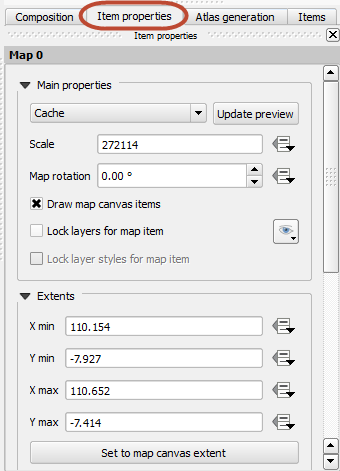 Composition Item properties Atlas generation Items
Item properties
Map 0
Main properties
Cache Update preview
Scale 272114
Map rotation 0.00 °
Draw map canvas items
Lock layers for map item
Lock layer styles for map item
Extents
X min 110.154
Y min -7.927
X max 110.652
Y max -7.414
Set to map canvas extent